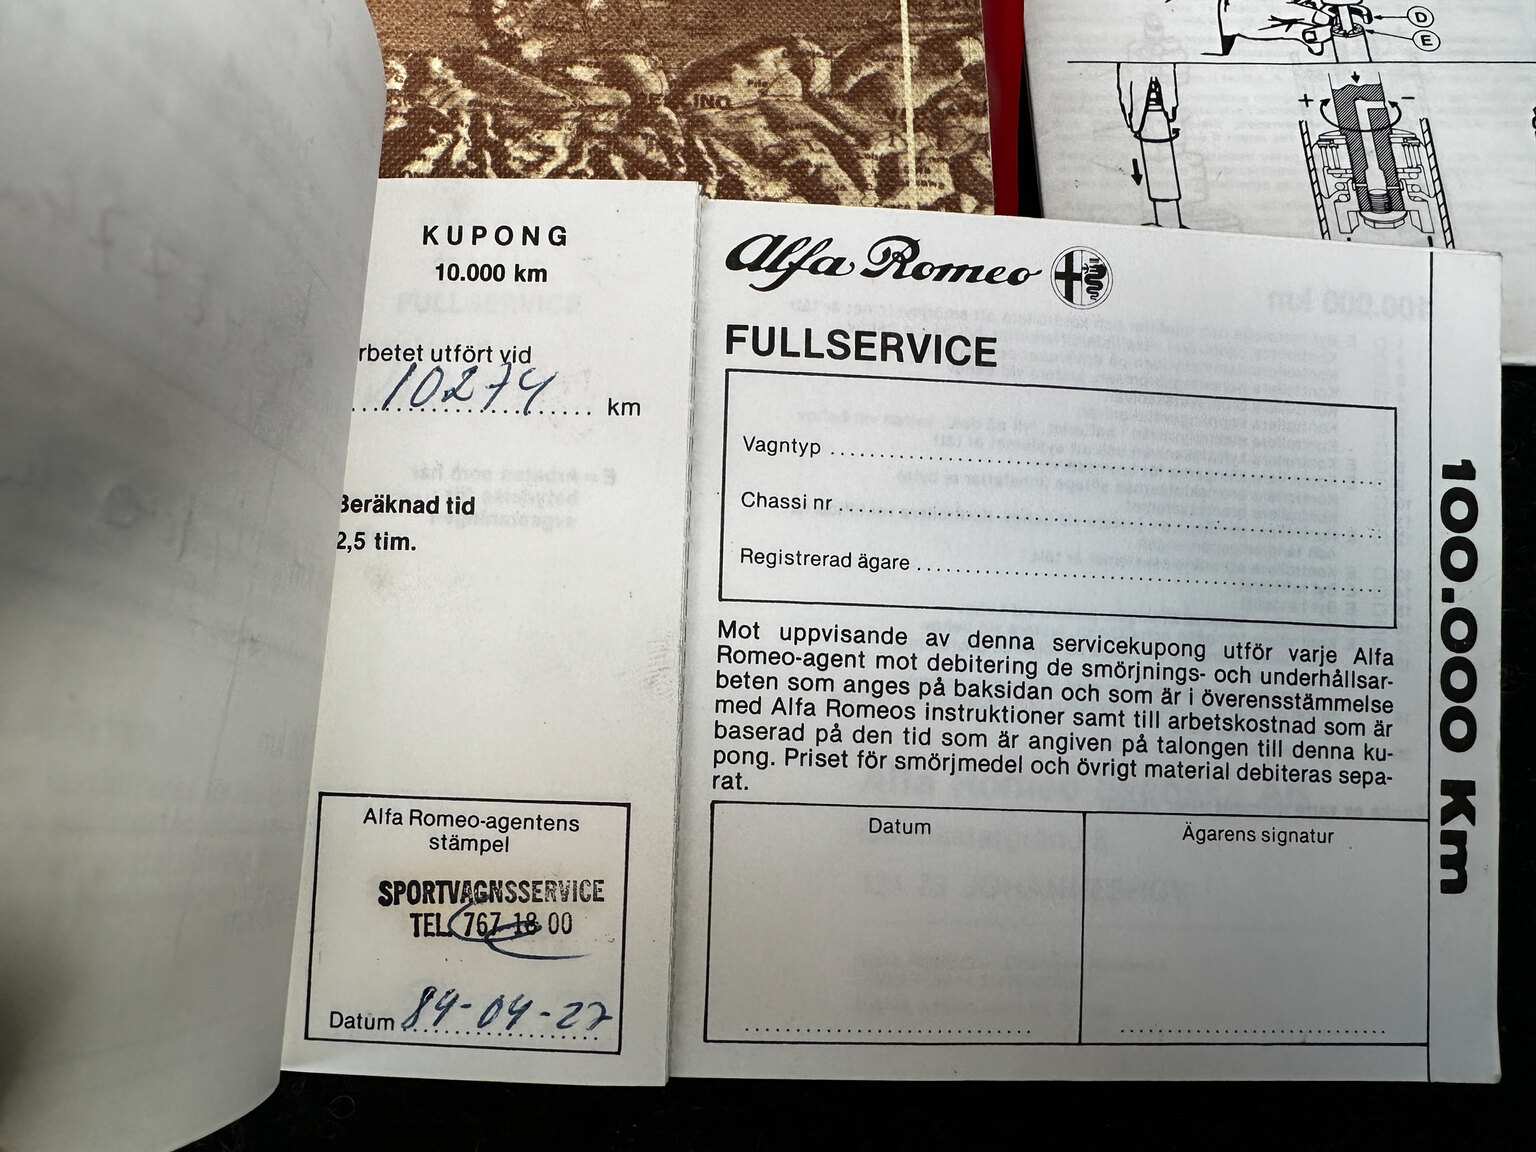 D
E
+ -
KUPONG
10.000 km
rbetet utfört vid
10274
km
Beräknad tid
2,5 tim.
Alfa Romeo-agentens
stämpel
SPORTVAGNSSERVICE
TEL. 767 18 00
Datum 84-04-27
Alfa Romeo
FULLSERVICE
Vagntyp
Chassi nr
Registrerad ägare
Mot uppvisande av denna servicekupong utför varje Alfa
Romeo-agent mot debitering de smörjnings- och underhållsar-
beten som anges på baksidan och som är i överensstämmelse
med Alfa Romeos instruktioner samt till arbetskostnad som är
baserad på den tid som är angiven på talongen till denna ku-
pong. Priset för smörjmedel och övrigt material debiteras sepa-
rat.
Datum
Ägarens signatur
100.000 Km